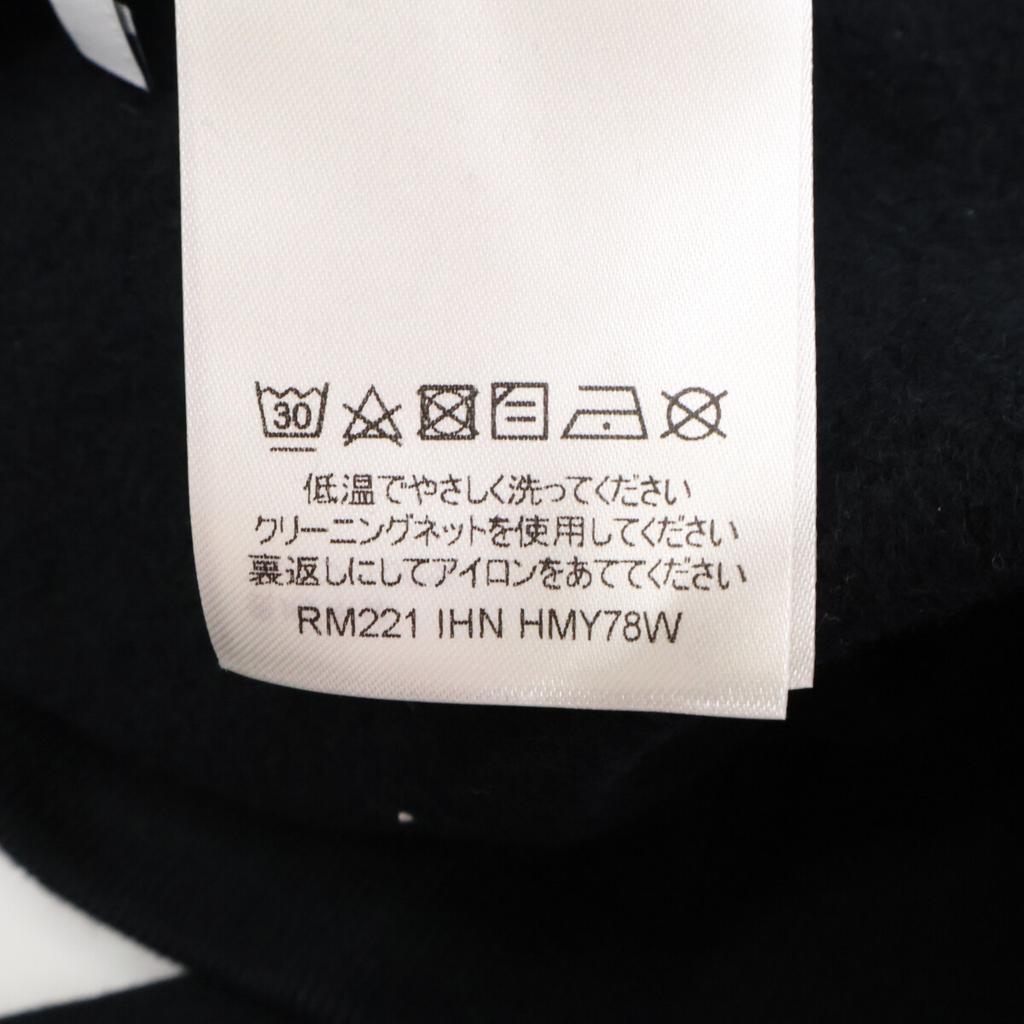 30
低温でやさしく洗ってください
クリーニングネットを使用してください
裏返しにしてアイロンをあててください
RM221 IHN HMY78W